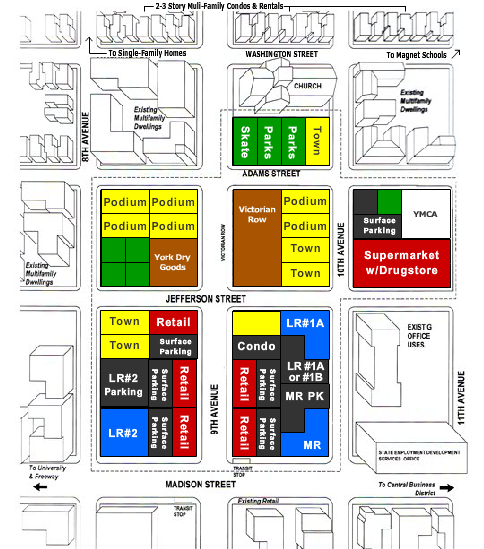 2-3 Story Muli-Family Condos & Rentals
To Single-Family Homes
WASHINGTON STREET
To Magnet Schools
CHURCH
Existing
Multifamily
Dwellings
Existing
Multifamily
Dwellings
8TH AVENUE
Skate
Parks
Parks
Town
ADAMS STREET
Podium
Podium
Podium
Podium
York Dry
Goods
VICTORIAN ROW
Victorian
Row
Podium
Podium
Town
Town
10TH AVENUE
Surface
Parking
YMCA
Supermarket
w/Drugstore
Existing
Multifamily
Dwellings
JEFFERSON STREET
Town
Retail
Town
Surface
Parking
LR#2
Parking
Surface
Parking
Retail
LR#2
Surface
Parking
Retail
9TH AVENUE
LR#1A
Condo
Retail
Surface
Parking
LR #1A
or #1B
MR PK
Retail
Surface
Parking
MR
EXIST'G
OFFICE
USES
11TH AVENUE
STATE EMPLOYMENT DEVELOPMENT
SERVICES OFFICE
To University
& Freeway
TRANSIT
STOP
MADISON STREET
To Central Business
District
TRANSIT
STOP
Existing Retail